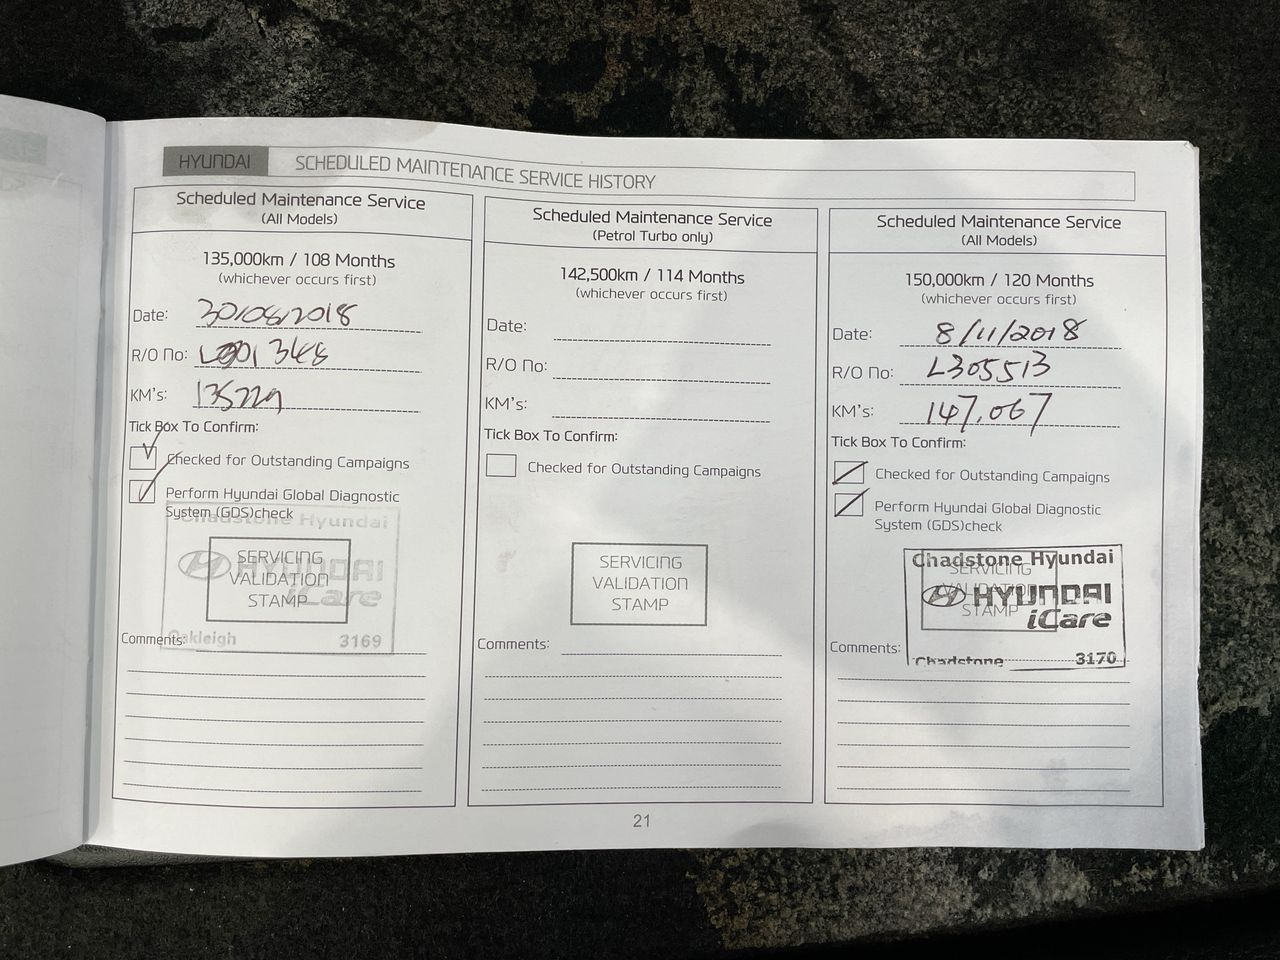 HYUNDAI SCHEDULED MAINTENANCE SERVICE HISTORY
Scheduled Maintenance Service
(All Models)
135,000km / 108 Months
(whichever occurs first)
Date: 30/08/2018
R/O No:
KM's:
Tick Box To Confirm:
Checked for Outstanding Campaigns
Perform Hyundai Global Diagnostic
System (GDS)check
Chadstone Hyundai
SERVICING
VALIDATION
STAMP
HYUNDAI
iCare
Oakleigh 3169
Comments:
Scheduled Maintenance Service
(Petrol Turbo only)
142,500km / 114 Months
(whichever occurs first)
Date:
R/O No:
KM's:
Tick Box To Confirm:
Checked for Outstanding Campaigns
SERVICING
VALIDATION
STAMP
Comments:
Scheduled Maintenance Service
(All Models)
150,000km / 120 Months
(whichever occurs first)
Date: 8/11/2018
R/O No: L305513
KM's: 147,067
Tick Box To Confirm:
Checked for Outstanding Campaigns
Perform Hyundai Global Diagnostic
System (GDS)check
Chadstone Hyundai
SERVICING
VALIDATION
STAMP
HYUNDAI
iCare
Chadstone 3170
Comments:
21